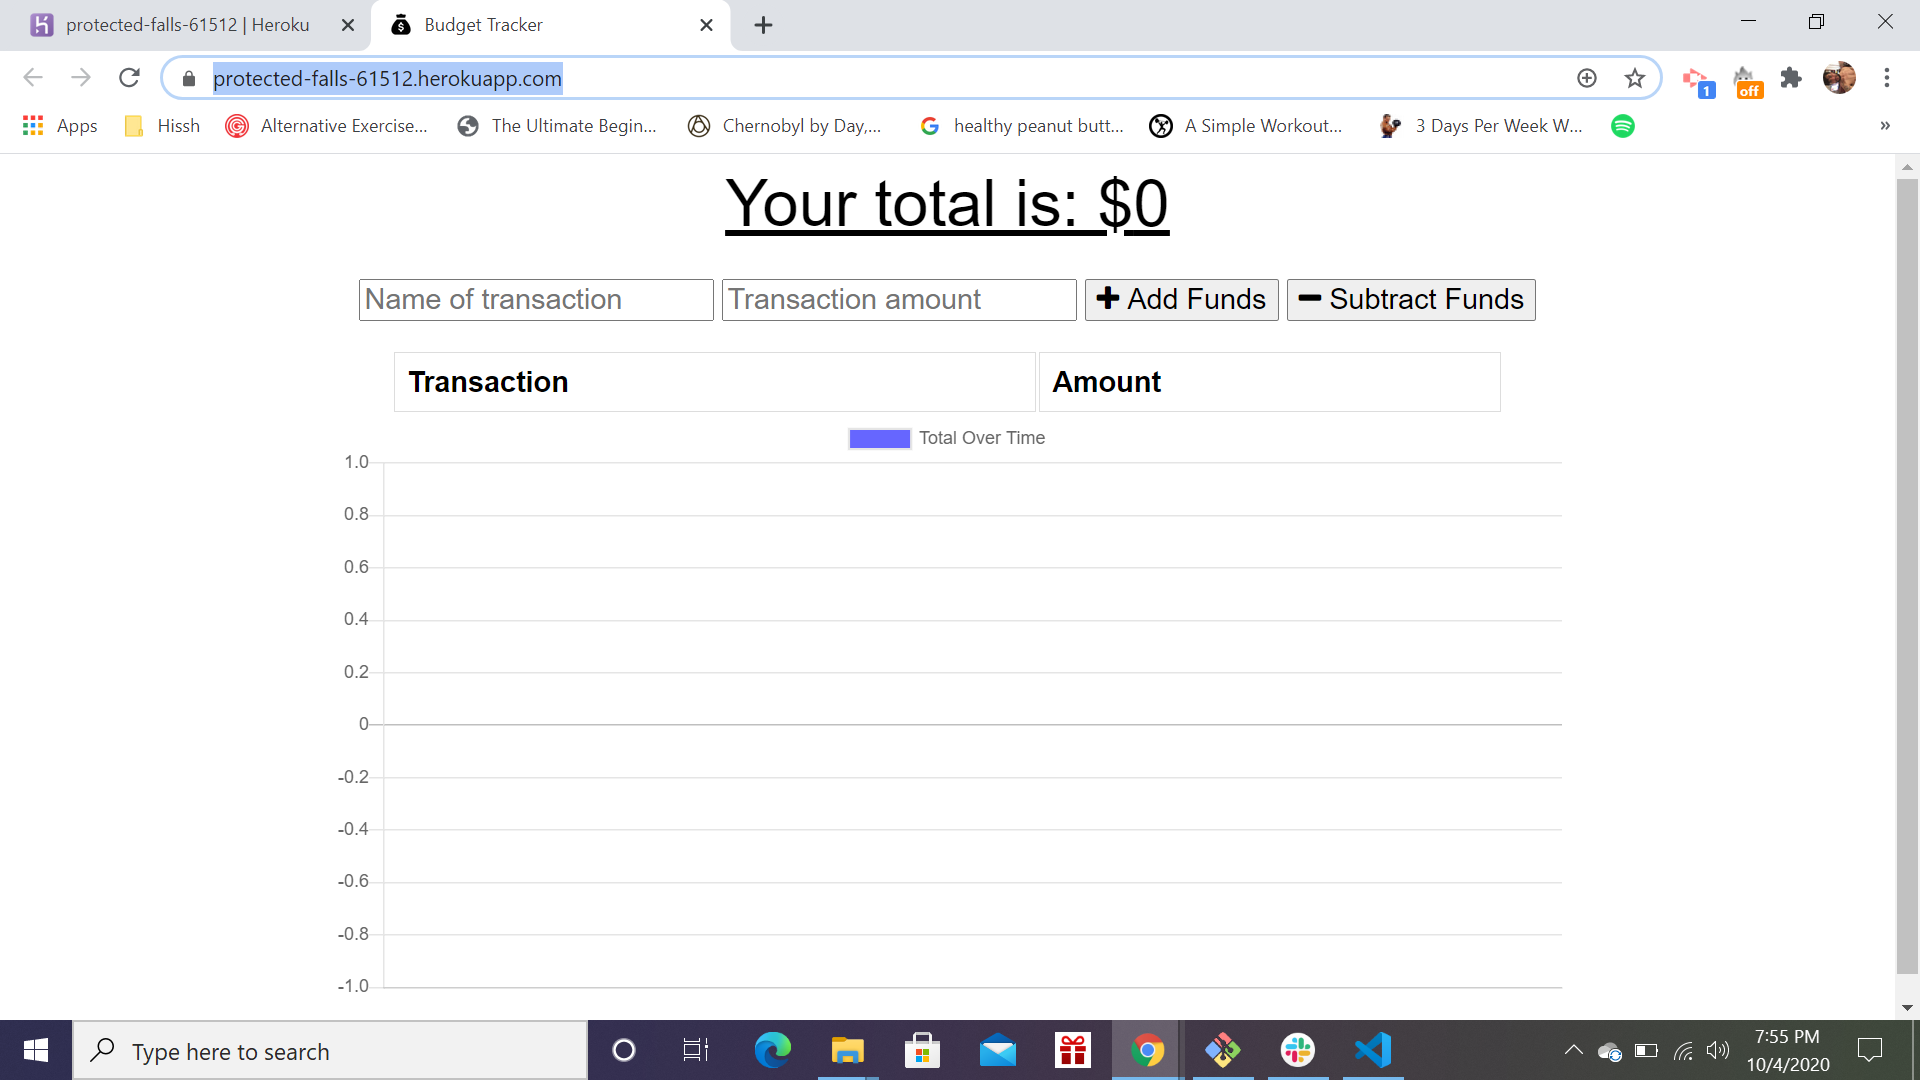 protected-falls-61512 | Heroku
Budget Tracker
protected-falls-61512.herokuapp.com
1
off
Apps
Hissh
Alternative Exercise...
The Ultimate Begin...
Chernobyl by Day,...
healthy peanut butt...
A Simple Workout...
3 Days Per Week W...
»
Your total is: $0
Name of transaction
Transaction amount
Add Funds
Subtract Funds
Transaction
Amount
Total Over Time
1.0
0.8
0.6
0.4
0.2
0
-0.2
-0.4
-0.6
-0.8
-1.0
Type here to search
7:55 PM
10/4/2020